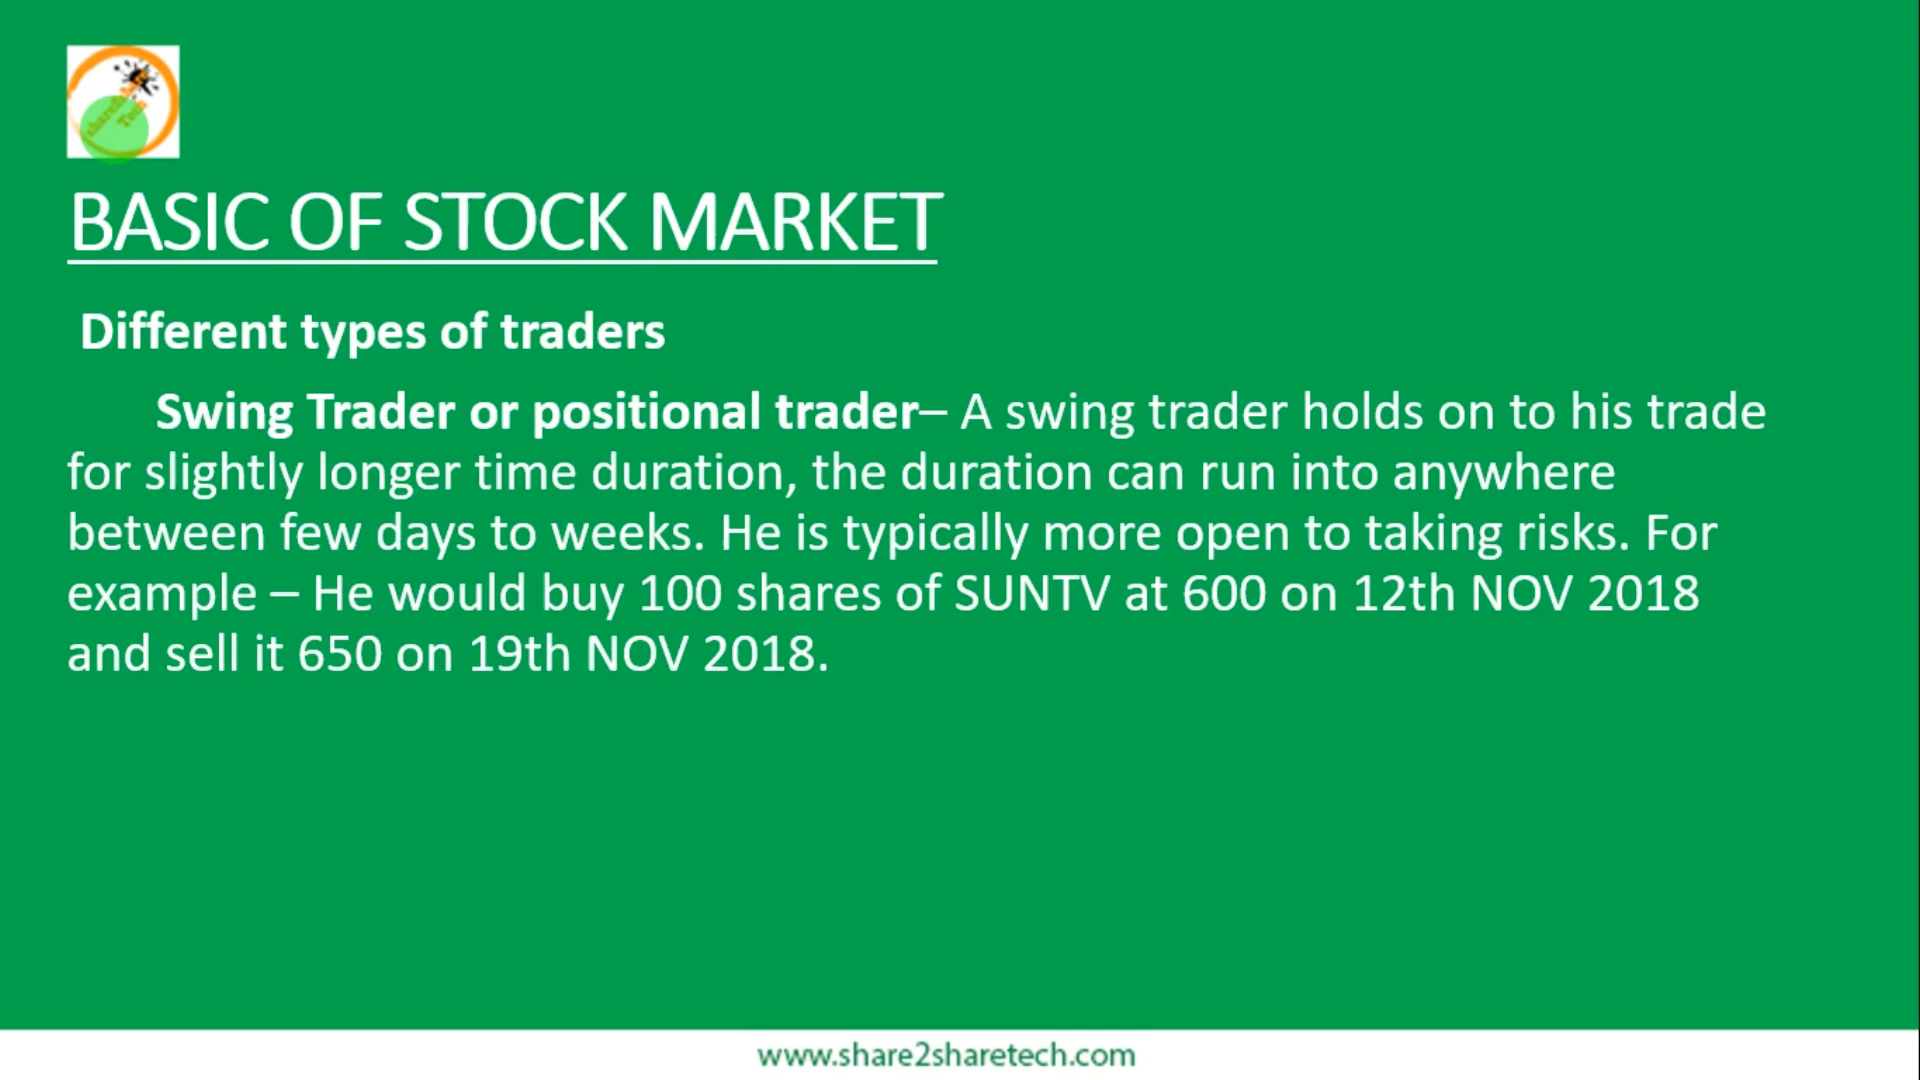 BASIC OF STOCK MARKET
Different types of traders
Swing Trader or positional trader– A swing trader holds on to his trade
for slightly longer time duration, the duration can run into anywhere
between few days to weeks. He is typically more open to taking risks. For
example – He would buy 100 shares of SUNTV at 600 on 12th NOV 2018
and sell it 650 on 19th NOV 2018.
www.share2sharetech.com